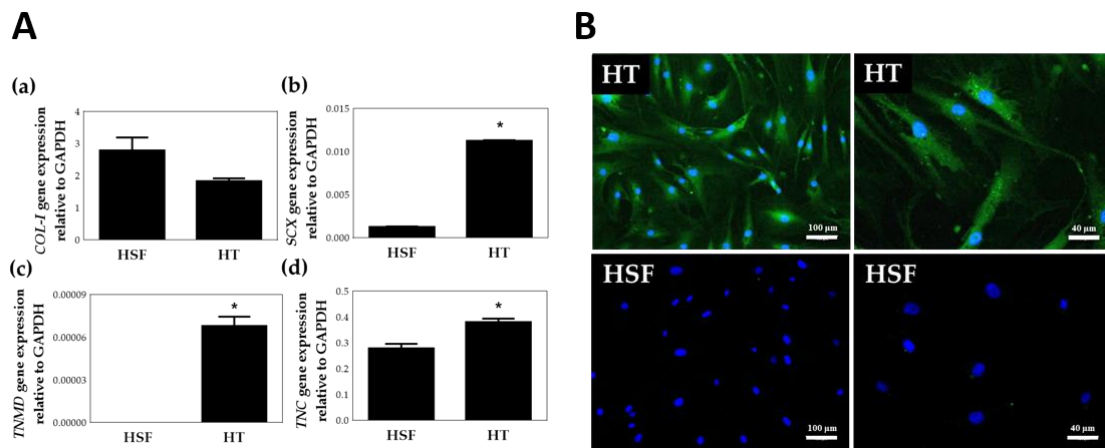 A
B
(a)
COL-I gene expression
relative to GAPDH
4
3
2
1
0
HSF HT
(b)
SCX gene expression
relative to GAPDH
0.015
0.010
0.005
0.000
*
HSF HT
(c)
TNMD gene expression
relative to GAPDH
0.00009
0.00006
0.00003
0.00000
*
HSF HT
(d)
TNC gene expression
relative to GAPDH
0.5
0.4
0.3
0.2
0.1
0.0
*
HSF HT
HT
100 µm
HT
40 µm
HSF
100 µm
HSF
40 µm